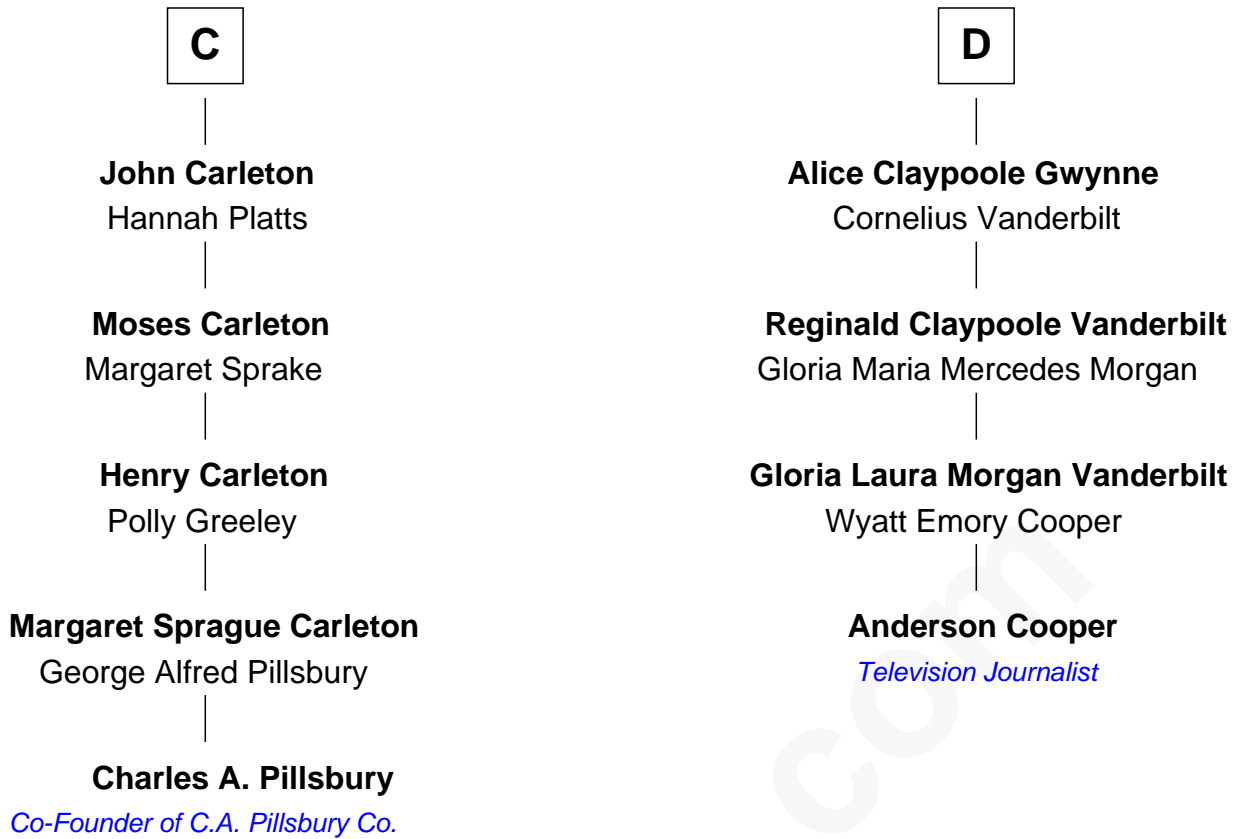 C
John Carleton
Hannah Platts
Moses Carleton
Margaret Sprake
Henry Carleton
Polly Greeley
Margaret Sprague Carleton
George Alfred Pillsbury
Charles A. Pillsbury
Co-Founder of C.A. Pillsbury Co.
D
Alice Claypoole Gwynne
Cornelius Vanderbilt
Reginald Claypoole Vanderbilt
Gloria Maria Mercedes Morgan
Gloria Laura Morgan Vanderbilt
Wyatt Emory Cooper
Anderson Cooper
Television Journalist
com